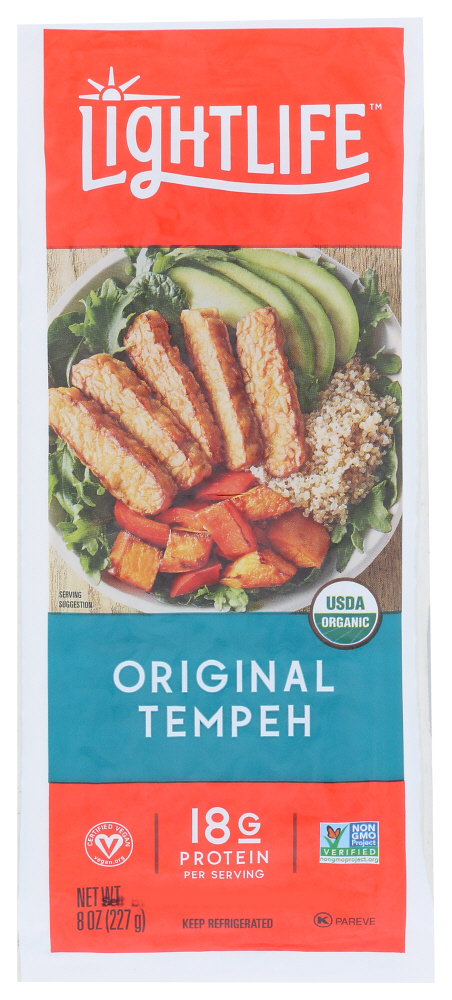 LIGHTLIFE™
SERVING
SUGGESTION
USDA
ORGANIC
ORIGINAL
TEMPEH
CERTIFIED VEGAN
vegan.org
18G
PROTEIN
PER SERVING
NON
GMO
Project
VERIFIED
nongmoproject.org
NET WT.
8 OZ (227 g)
KEEP REFRIGERATED
K PAREVE